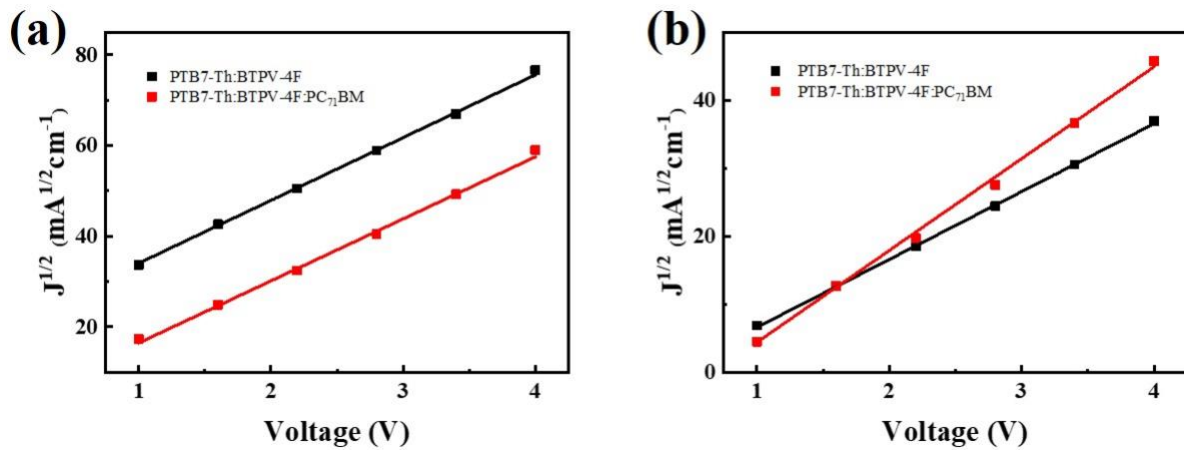 (a)
80
60
40
20
J1/2 (mA1/2cm-1)
PTB7-Th:BTPV-4F
PTB7-Th:BTPV-4F:PC71BM
1 2 3 4
Voltage (V)
(b)
40
20
0
J1/2 (mA1/2cm-1)
PTB7-Th:BTPV-4F
PTB7-Th:BTPV-4F:PC71BM
1 2 3 4
Voltage (V)